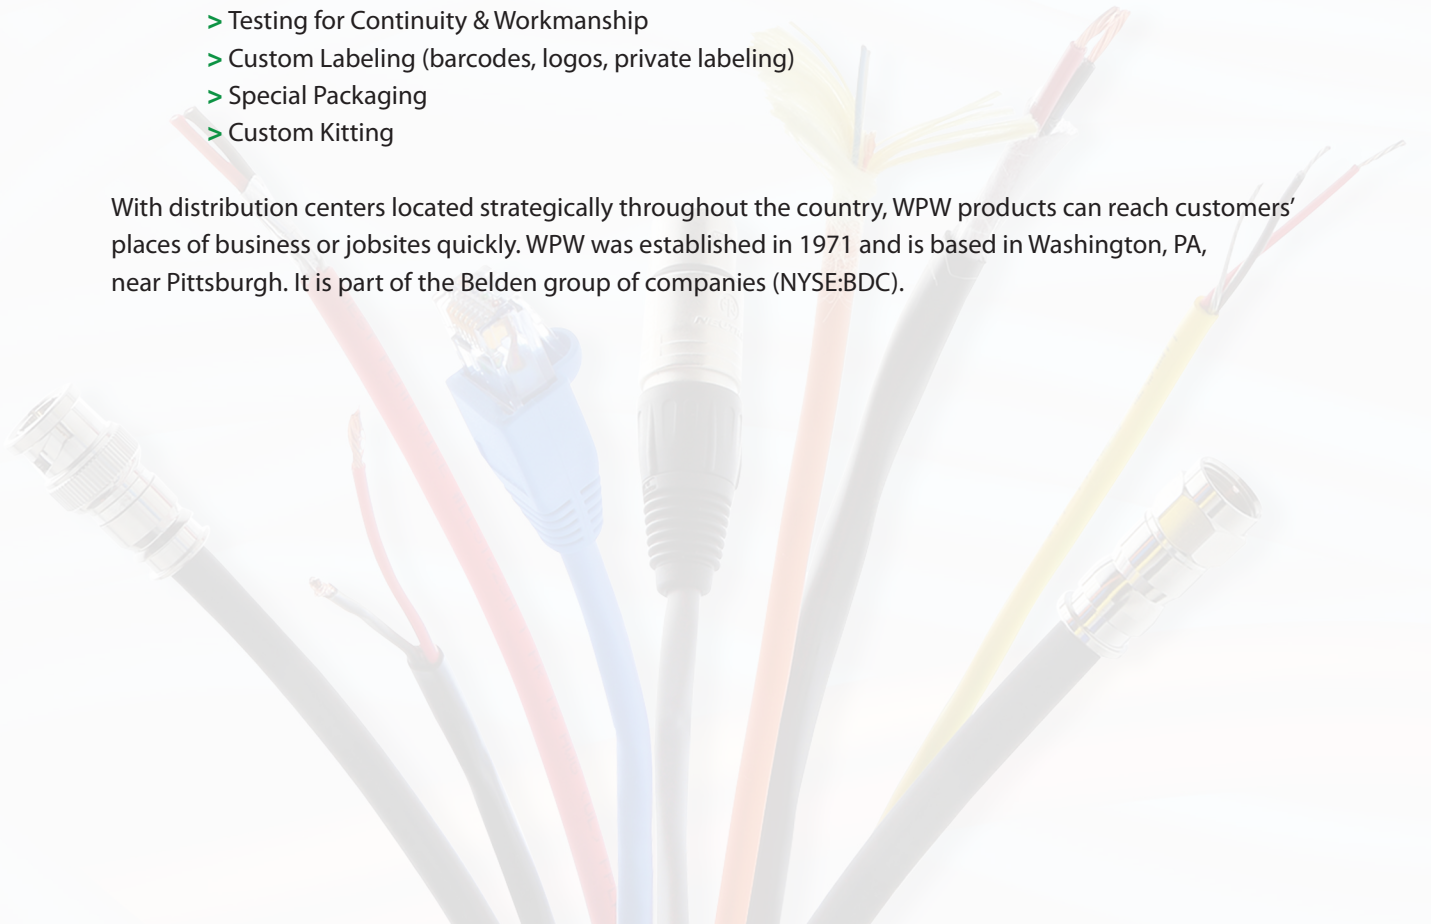 > Testing for Continuity & Workmanship
> Custom Labeling (barcodes, logos, private labeling)
> Special Packaging
> Custom Kitting
With distribution centers located strategically throughout the country, WPW products can reach customers’
places of business or jobsites quickly. WPW was established in 1971 and is based in Washington, PA,
near Pittsburgh. It is part of the Belden group of companies (NYSE:BDC).